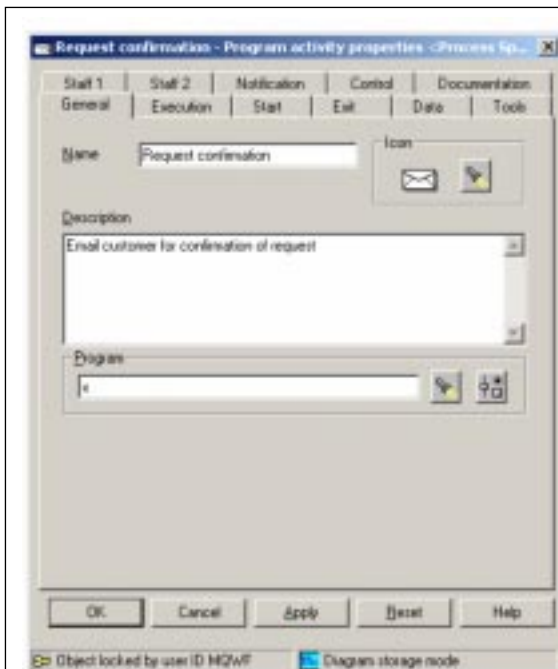 Request confirmation - Program activity properties <Process Sp...
Staff 1 Staff 2 Notification Control Documentation
General Execution Start Exit Data Tools
Name Request confirmation
Icon
Description
Email customer for confirmation of request
Program
x
OK Cancel Apply Reset Help
Object locked by user ID MQWF Diagram storage mode